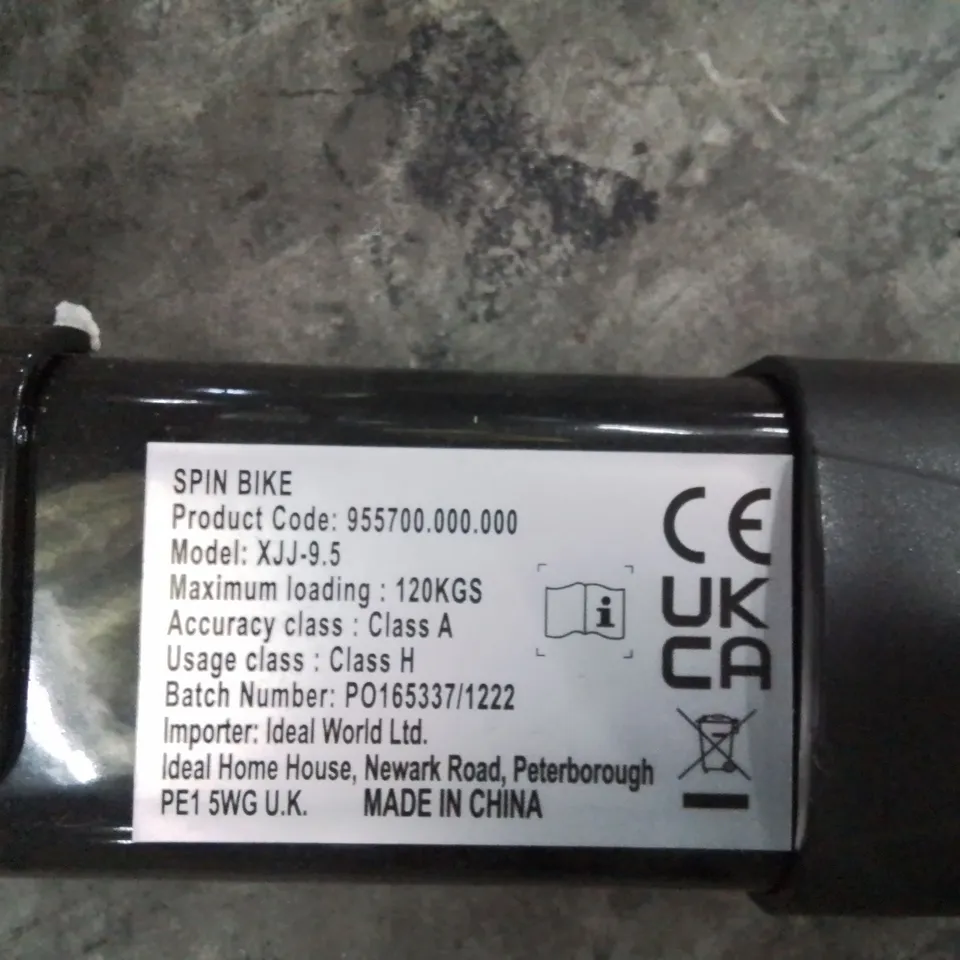 SPIN BIKE
Product Code: 955700.000.000
Model: XJJ-9.5
Maximum loading : 120KGS
Accuracy class : Class A
Usage class : Class H
Batch Number: PO165337/1222
Importer: Ideal World Ltd.
Ideal Home House, Newark Road, Peterborough
PE1 5WG U.K. MADE IN CHINA
i
CE
UK
CA